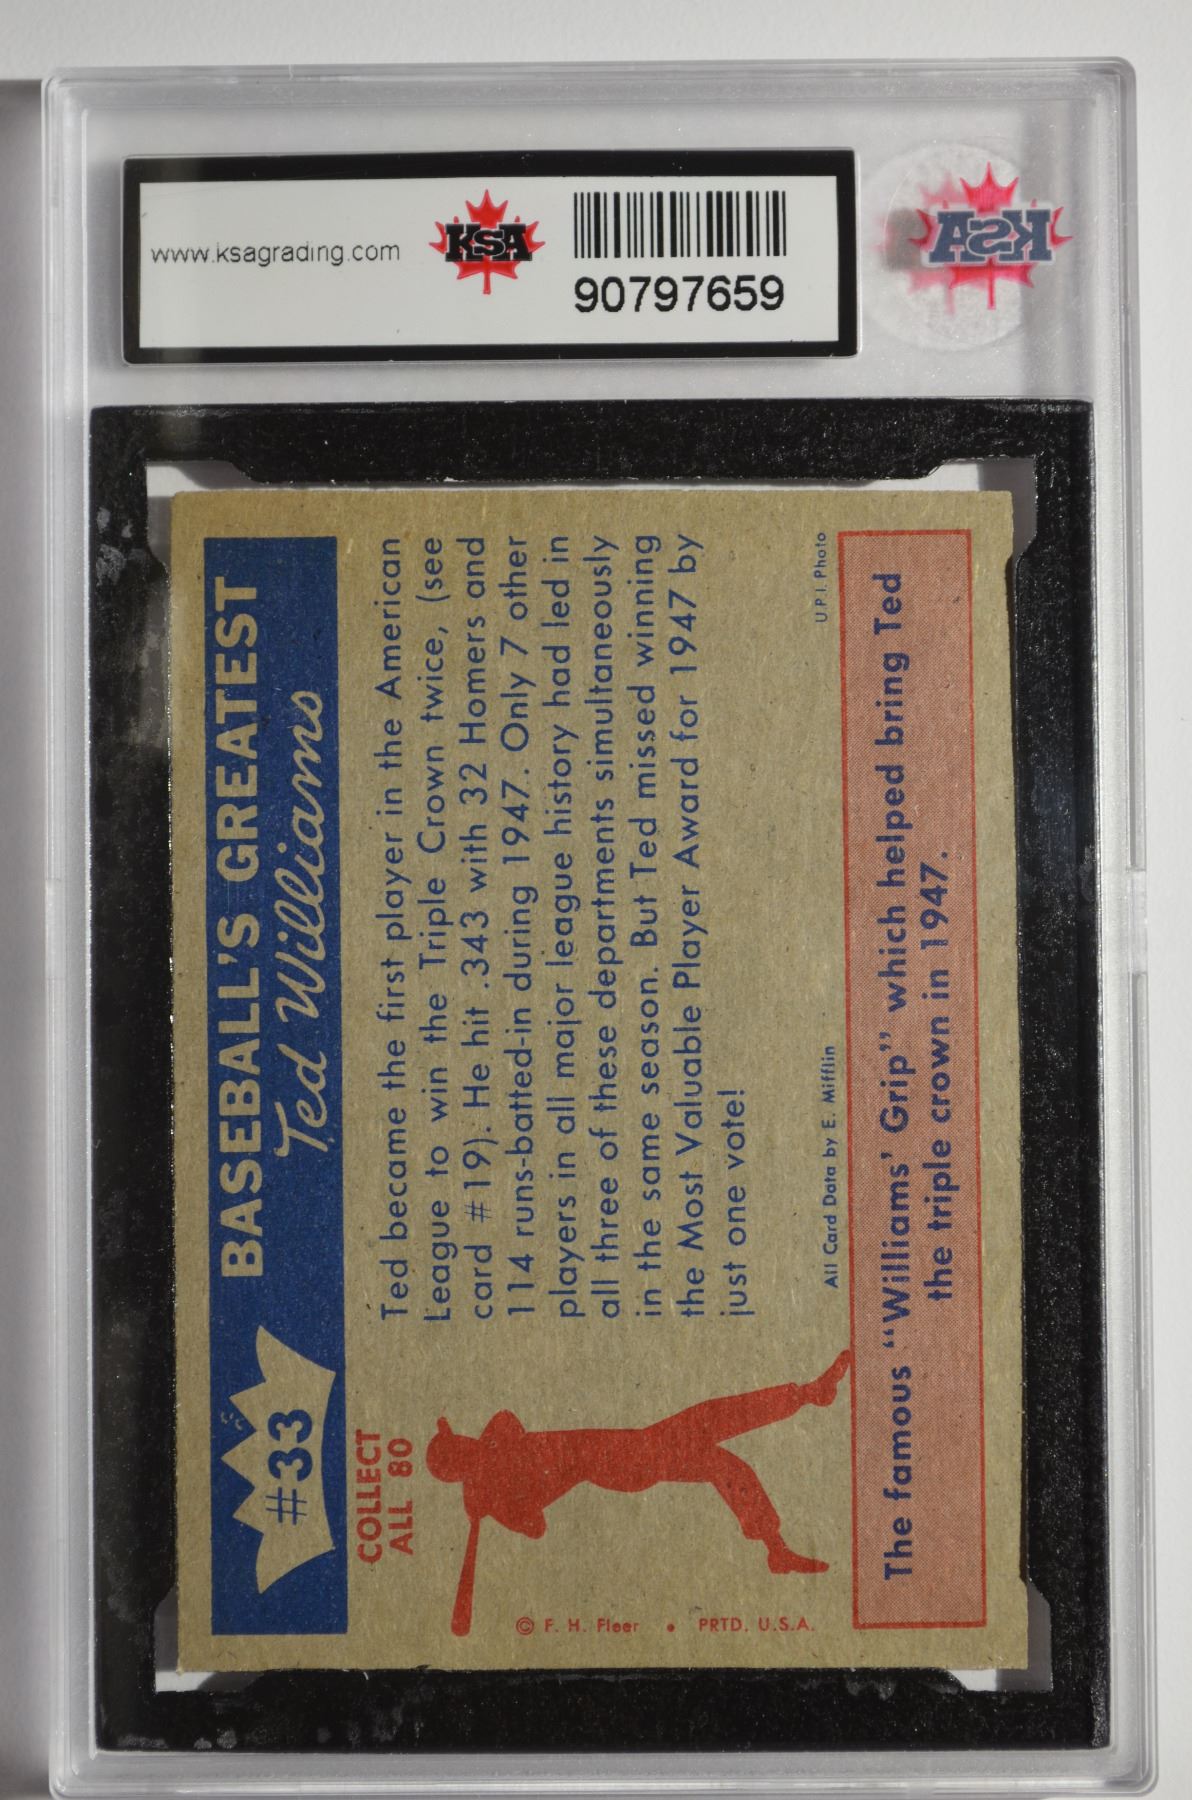 www.ksagrading.com
KSA
90797659
KSA
#33
BASEBALL'S GREATEST
Ted Williams
COLLECT
ALL 80
Ted became the first player in the American
League to win the Triple Crown twice, (see
card #19). He hit .343 with 32 Homers and
114 runs-batted-in during 1947. Only 7 other
players in all major league history had led in
all three of these departments simultaneously
in the same season. But Ted missed winning
the Most Valuable Player Award for 1947 by
just one vote!
© F. H. Fleer • PRTD. U.S.A.
All Card Data by E. Mifflin
U.P.I. Photo
The famous “Williams' Grip” which helped bring Ted
the triple crown in 1947.